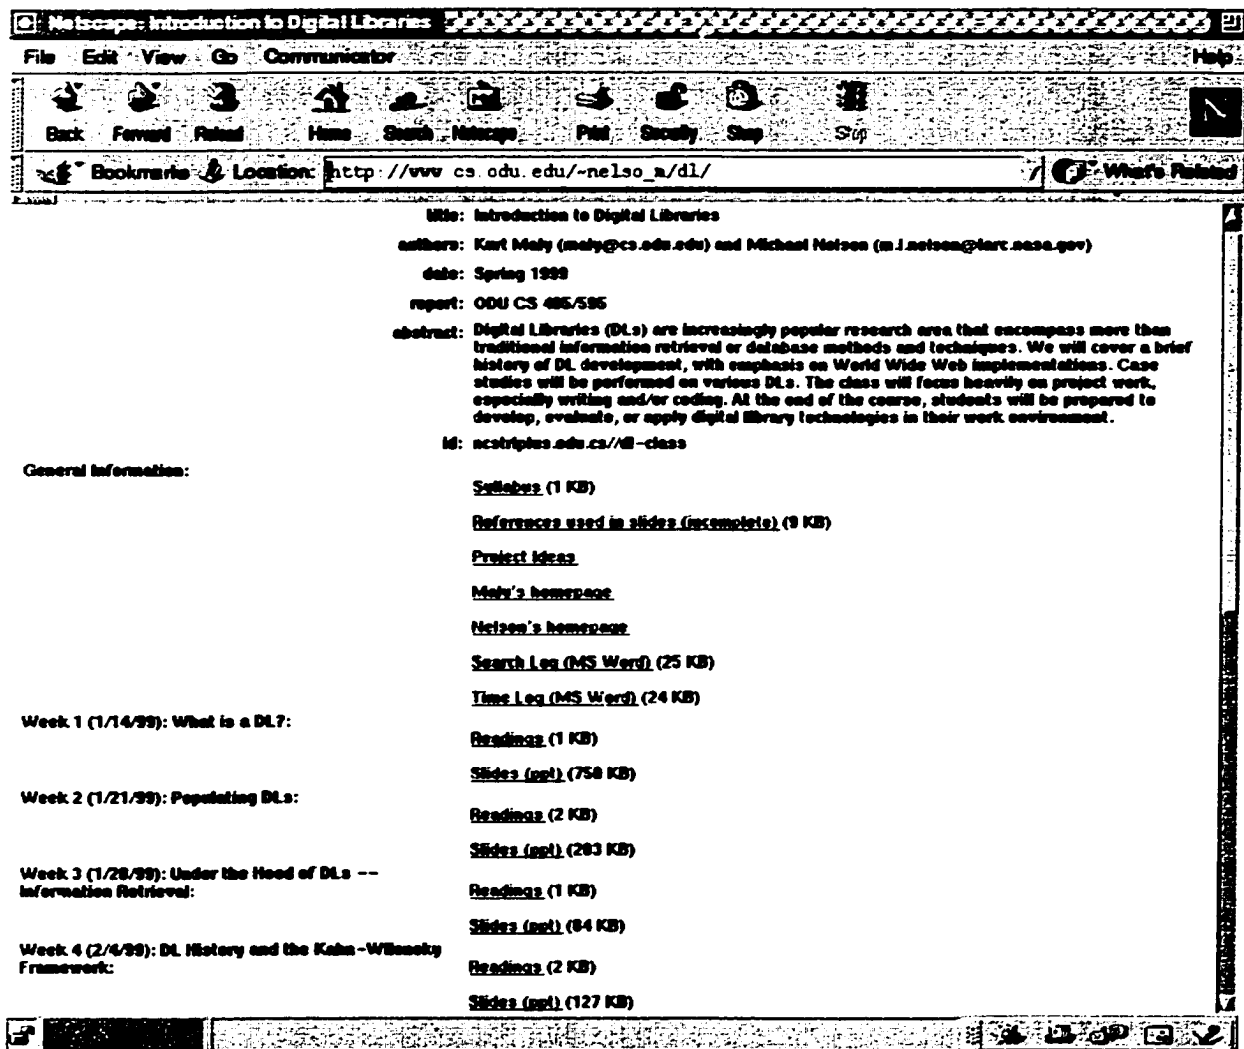 Netscape: Introduction to Digital Libraries
File Edit View Go Communicator Help
Back Forward Reload Home Search Netscape Print Security Shop Stop
Bookmarks Location: http://www.cs.odu.edu/~nelso_m/dl/ What's Related
title: Introduction to Digital Libraries
authors: Kurt Maly (maly@cs.odu.edu) and Michael Nelson (m.l.nelson@larc.nasa.gov)
date: Spring 1999
report: ODU CS 495/595
abstract: Digital Libraries (DLs) are increasingly popular research area that encompass more than
traditional information retrieval or database methods and techniques. We will cover a brief
history of DL development, with emphasis on World Wide Web implementations. Case
studies will be performed on various DLs. The class will focus heavily on project work,
especially writing and/or coding. At the end of the course, students will be prepared to
develop, evaluate, or apply digital library technologies in their work environment.
id: ncstrlplus.odu.cs//dl-class
General Information:
Syllabus (1 KB)
References used in slides (incomplete) (9 KB)
Project Ideas
Maly's homepage
Nelson's homepage
Search Log (MS Word) (25 KB)
Time Log (MS Word) (24 KB)
Week 1 (1/14/99): What is a DL?:
Readings (1 KB)
Slides (ppt) (758 KB)
Week 2 (1/21/99): Populating DLs:
Readings (2 KB)
Slides (ppt) (203 KB)
Week 3 (1/28/99): Under the Hood of DLs --
Information Retrieval:
Readings (1 KB)
Slides (ppt) (84 KB)
Week 4 (2/4/99): DL History and the Kahn-Wilensky
Framework:
Readings (2 KB)
Slides (ppt) (127 KB)